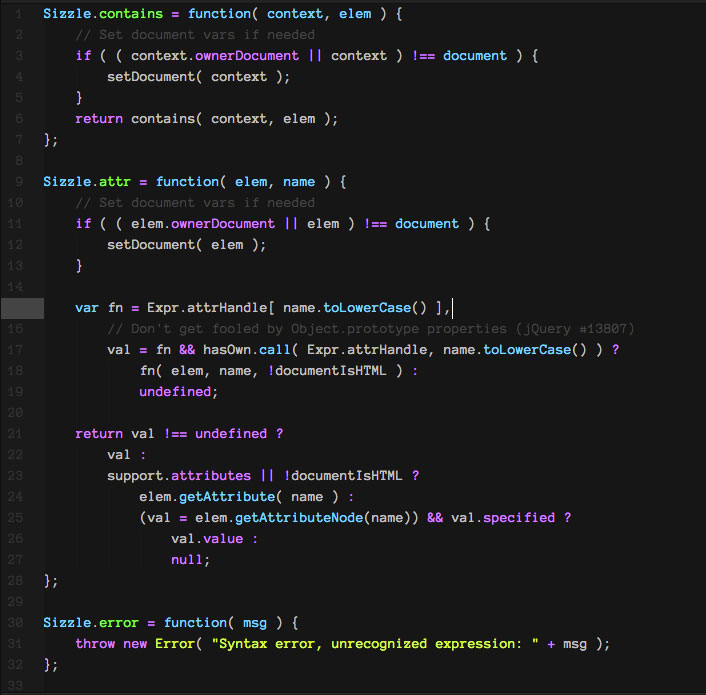 1 Sizzle.contains = function( context, elem ) {
2 // Set document vars if needed
3 if ( ( context.ownerDocument || context ) !== document ) {
4 setDocument( context );
5 }
6 return contains( context, elem );
7 };
8
9 Sizzle.attr = function( elem, name ) {
10 // Set document vars if needed
11 if ( ( elem.ownerDocument || elem ) !== document ) {
12 setDocument( elem );
13 }
14
var fn = Expr.attrHandle[ name.toLowerCase() ],
16 // Don't get fooled by Object.prototype properties (jQuery #13807)
17 val = fn && hasOwn.call( Expr.attrHandle, name.toLowerCase() ) ?
18 fn( elem, name, !documentIsHTML ) :
19 undefined;
20
21 return val !== undefined ?
22 val :
23 support.attributes || !documentIsHTML ?
24 elem.getAttribute( name ) :
25 (val = elem.getAttributeNode(name)) && val.specified ?
26 val.value :
27 null;
28 };
29
30 Sizzle.error = function( msg ) {
31 throw new Error( "Syntax error, unrecognized expression: " + msg );
32 };
33